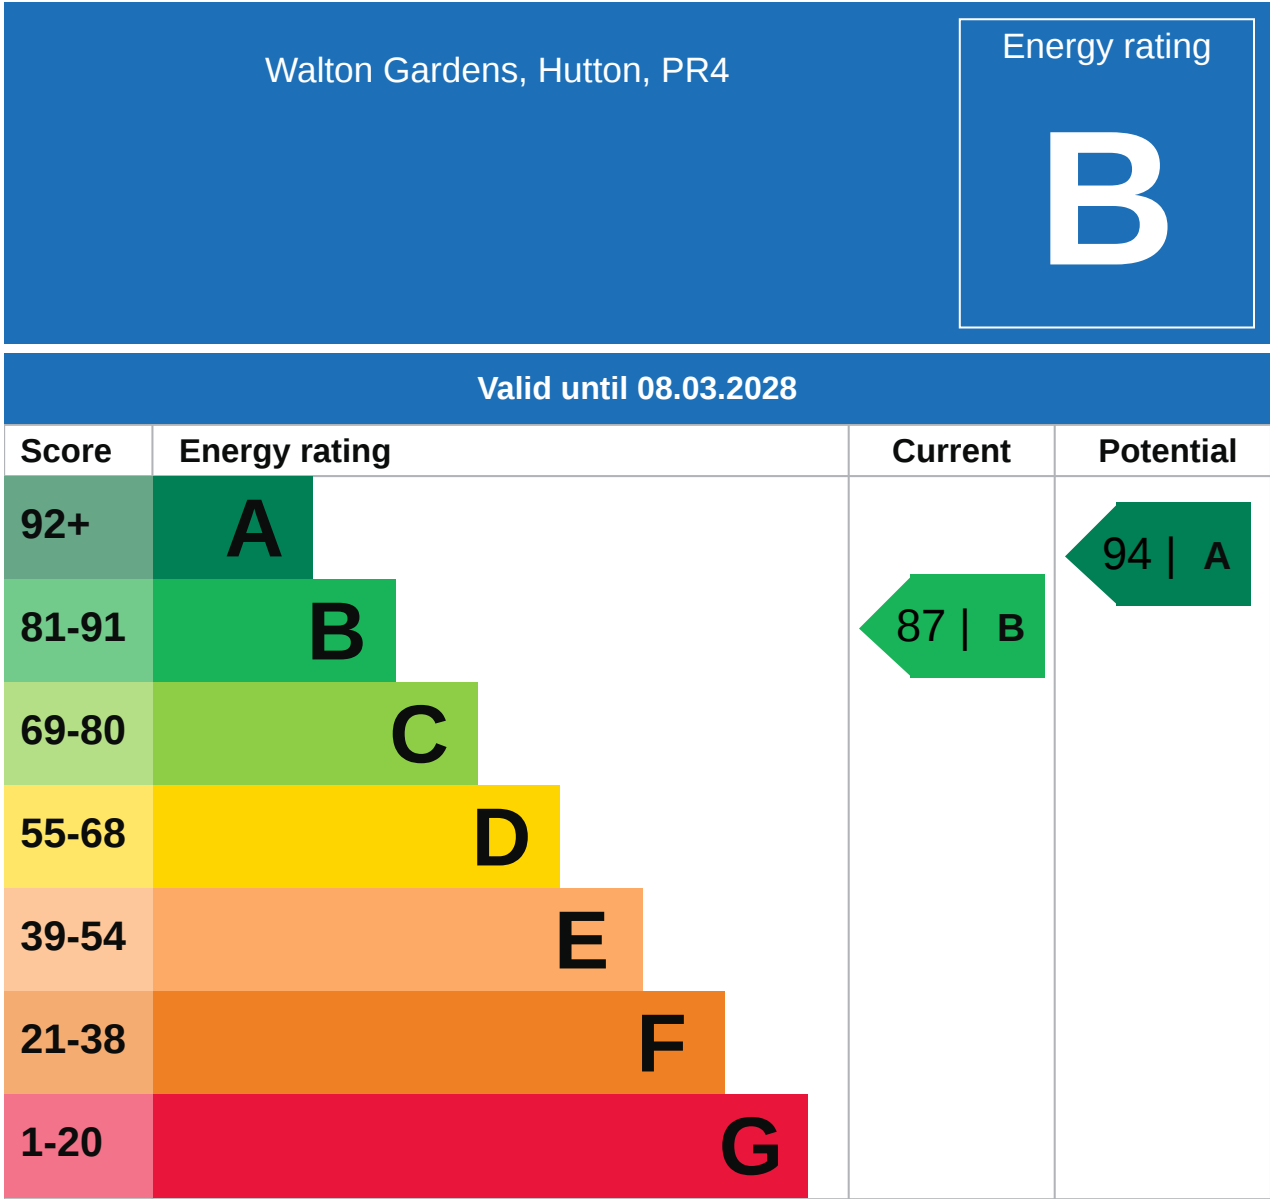 Walton Gardens, Hutton, PR4
Energy rating
B
Valid until 08.03.2028
Score Energy rating Current Potential
92+ A 94 | A
81-91 B 87 | B
69-80 C
55-68 D
39-54 E
21-38 F
1-20 G